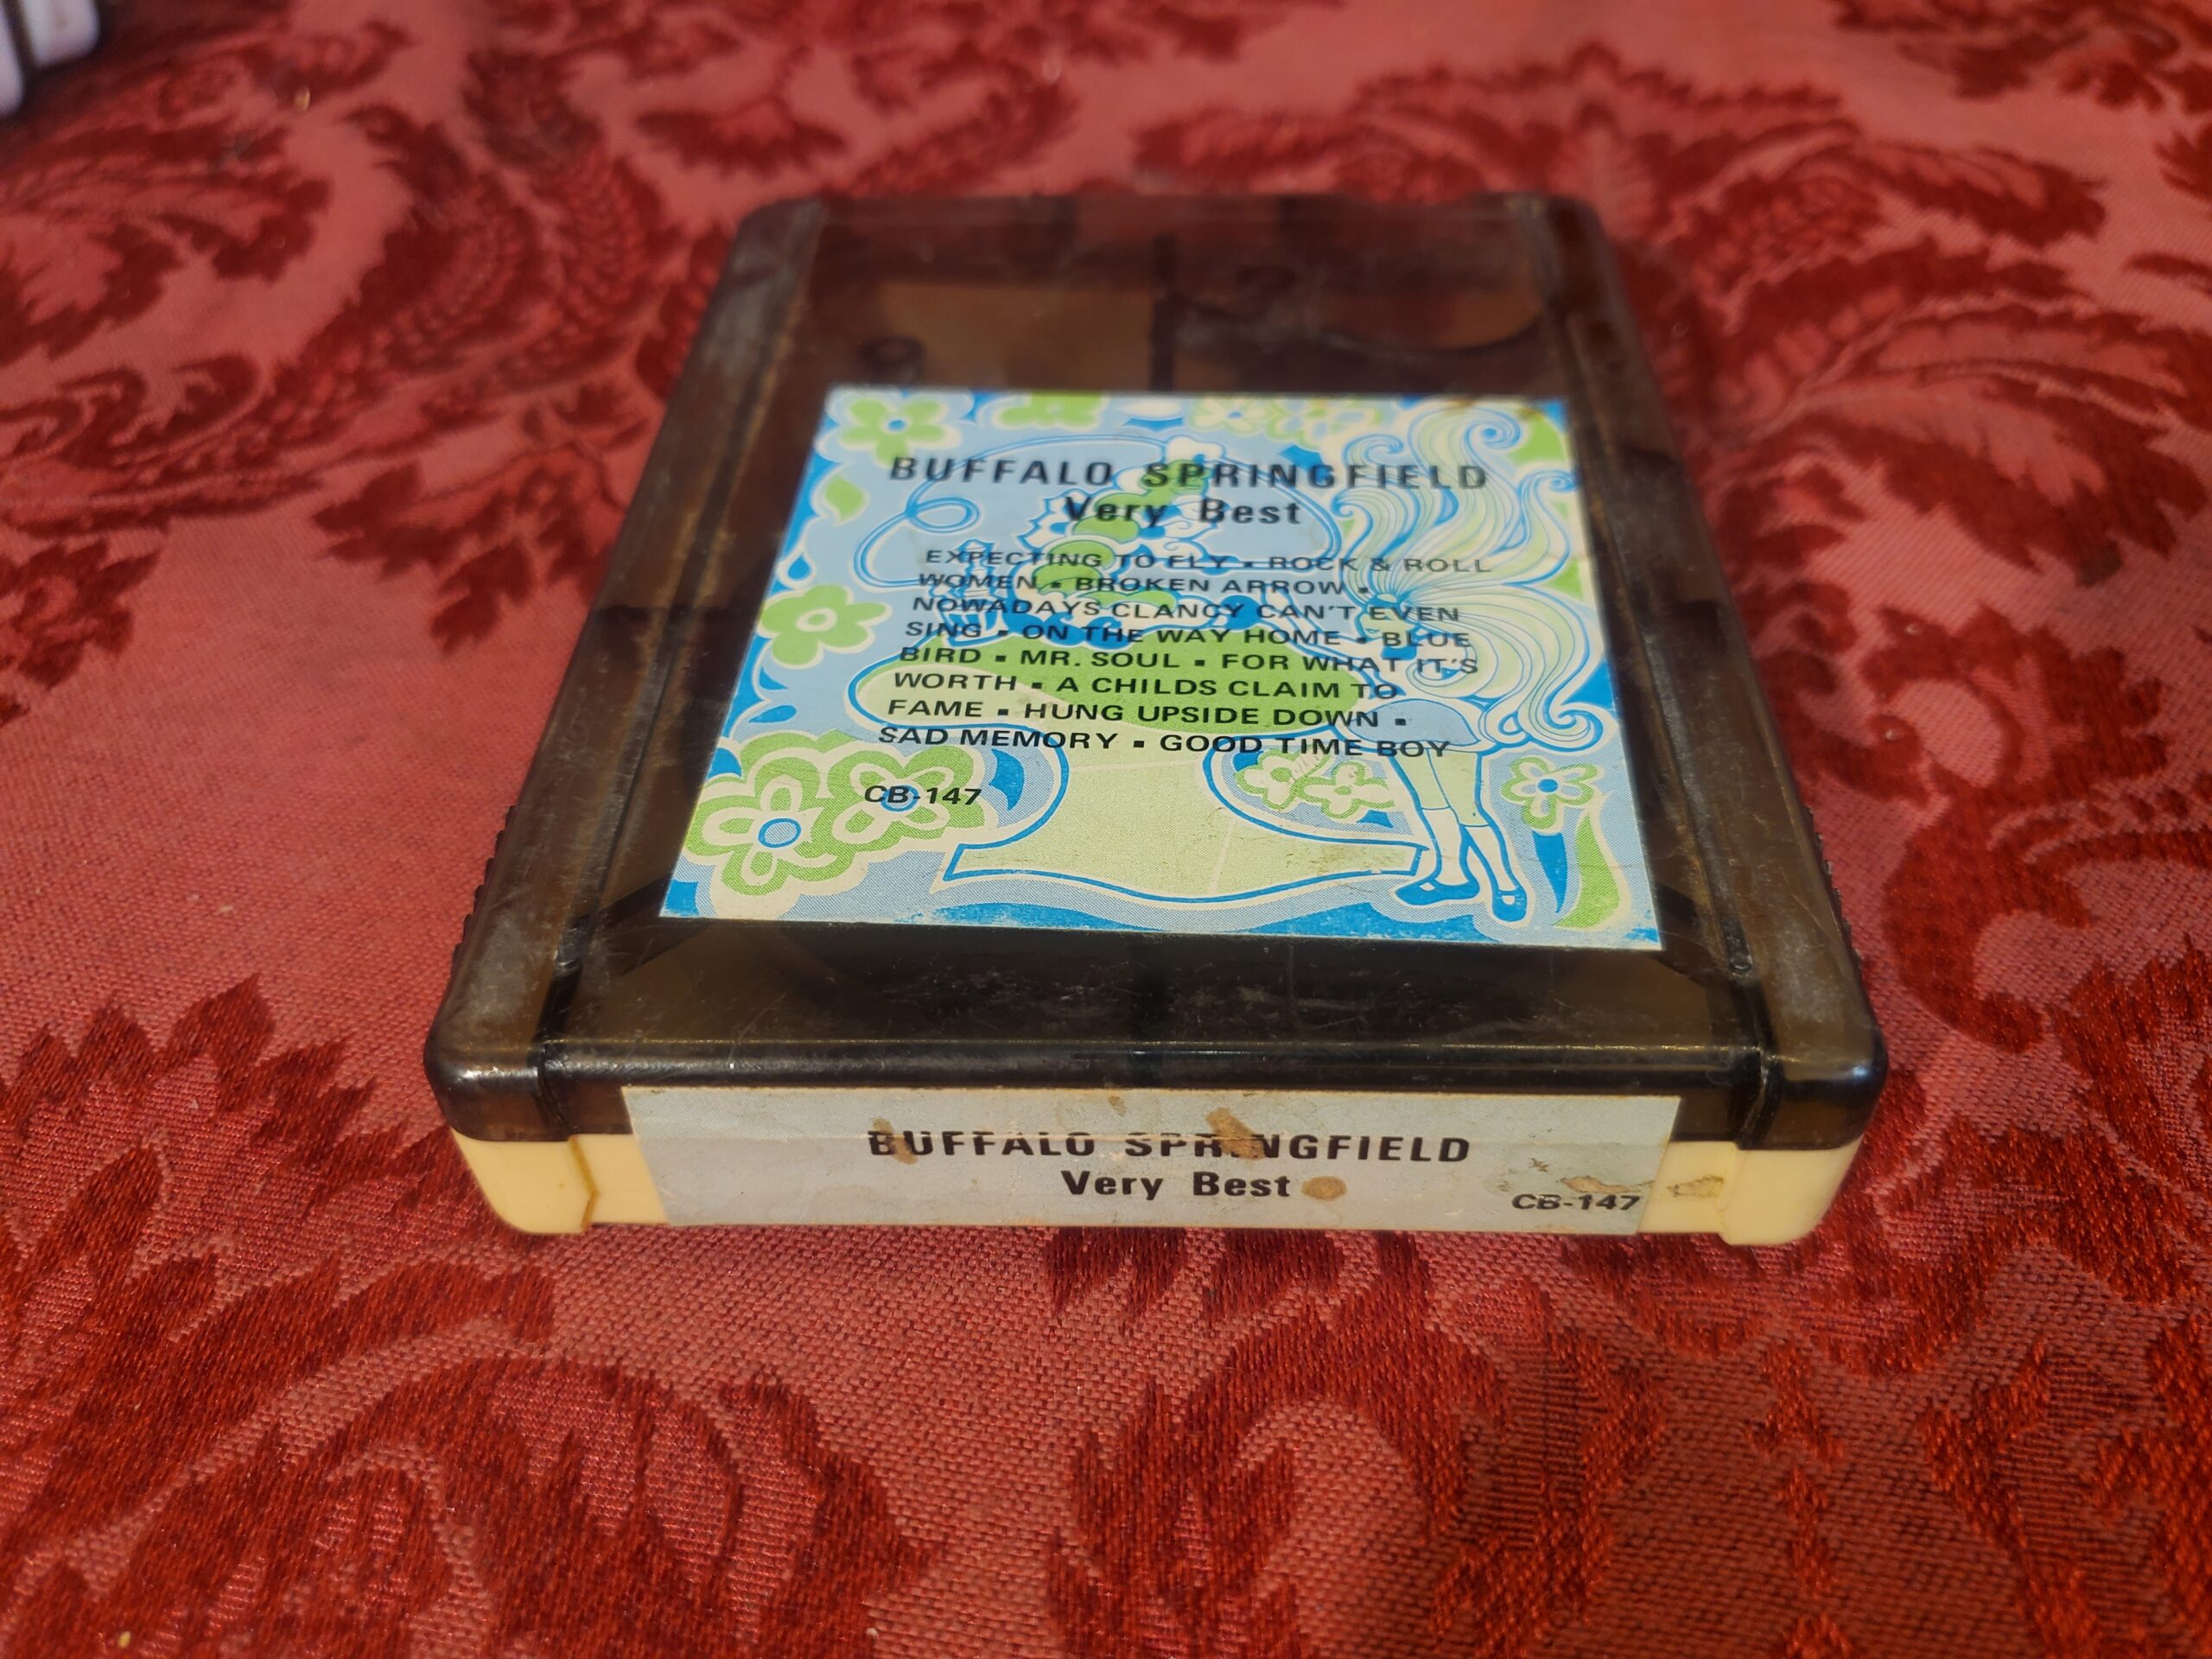 BUFFALO SPRINGFIELD
Very Best
EXPECTING TO FLY ▪ ROCK & ROLL
WOMEN ▪ BROKEN ARROW ▪
NOWADAYS CLANCY CAN'T EVEN
SING ▪ ON THE WAY HOME ▪ BLUE
BIRD ▪ MR. SOUL ▪ FOR WHAT IT'S
WORTH ▪ A CHILDS CLAIM TO
FAME ▪ HUNG UPSIDE DOWN ▪
SAD MEMORY ▪ GOOD TIME BOY
CB-147
BUFFALO SPRINGFIELD
Very Best
CB-147